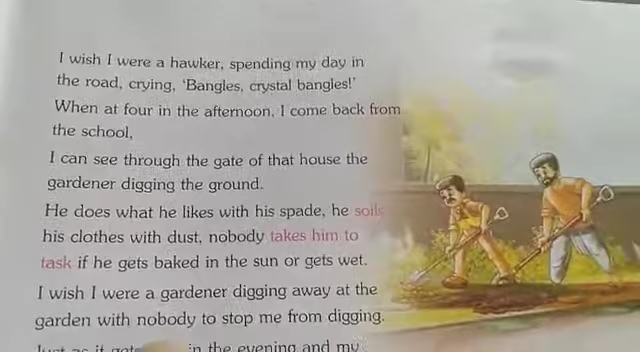 I wish I were a hawker, spending my day in
the road, crying, 'Bangles, crystal bangles!'
When at four in the afternoon, I come back from
the school,
I can see through the gate of that house the
gardener digging the ground.
He does what he likes with his spade, he soils
his clothes with dust, nobody takes him to
task if he gets baked in the sun or gets wet.
I wish I were a gardener digging away at the
garden with nobody to stop me from digging.
Just as it gets in the evening and my